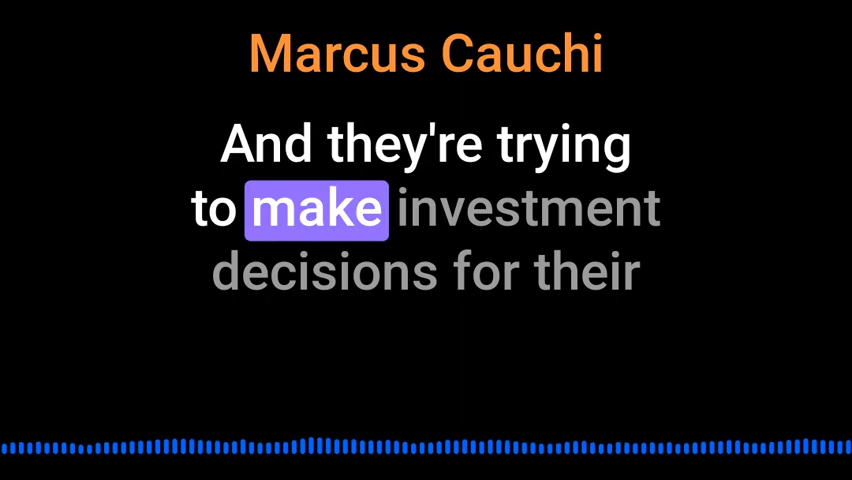 Marcus Cauchi
And they're trying
to make investment
decisions for their